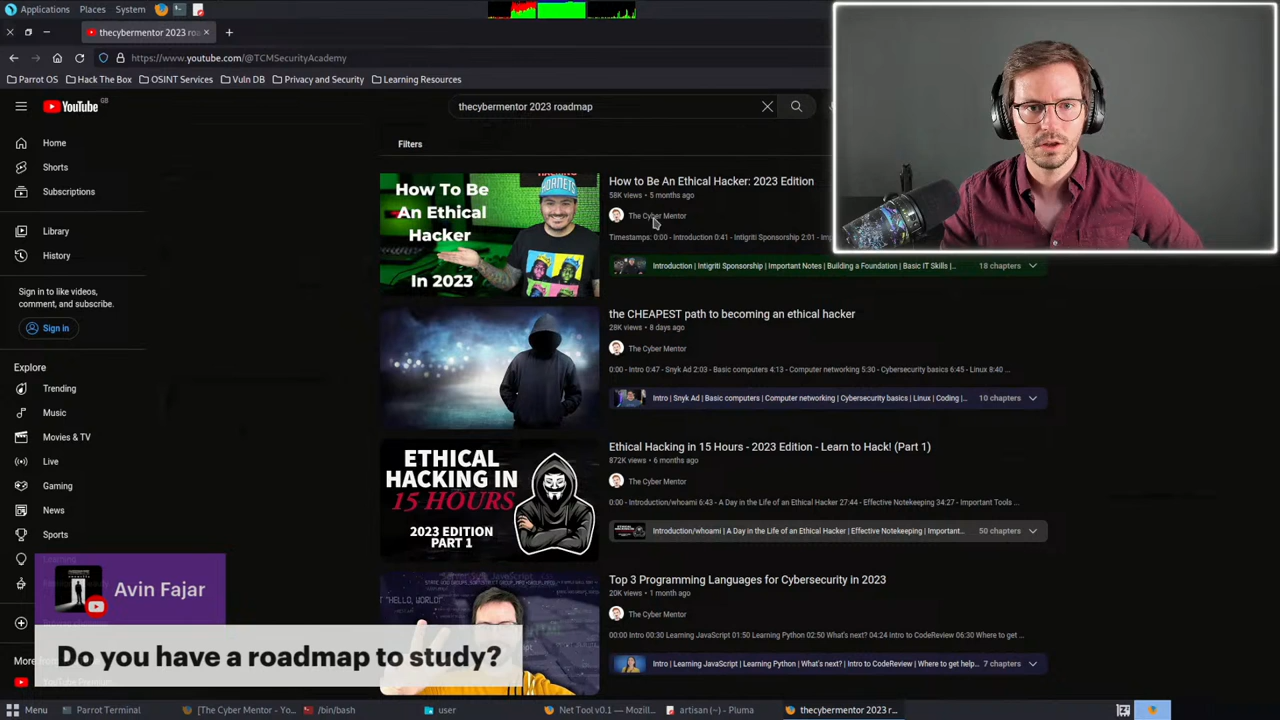 Applications Places System
thecybermentor 2023 roa
https://www.youtube.com/@TCMSecurityAcademy
Parrot OS Hack The Box OSINT Services Vuln DB Privacy and Security Learning Resources
YouTube GB
thecybermentor 2023 roadmap
Home
Shorts
Subscriptions
Library
History
Sign in to like videos,
comment, and subscribe.
Sign in
Explore
Trending
Music
Movies & TV
Live
Gaming
News
Sports
Filters
HORNETS
How To Be
An Ethical
Hacker
In 2023
How to Be An Ethical Hacker: 2023 Edition
58K views • 5 months ago
The Cyber Mentor
Timestamps: 0:00 - Introduction 0:41 - Intigriti Sponsorship 2:01 -
Introduction | Intigriti Sponsorship | Important Notes | Building a Foundation | Basic IT Skills |... 18 chapters
the CHEAPEST path to becoming an ethical hacker
28K views • 8 days ago
The Cyber Mentor
0:00 - Intro 0:47 - Snyk Ad 2:03 - Basic computers 4:13 - Computer networking 5:30 - Cybersecurity basics 6:45 - Linux 8:40 ...
Intro | Snyk Ad | Basic computers | Computer networking | Cybersecurity basics | Linux | Coding |... 10 chapters
ETHICAL
HACKING IN
15 HOURS
2023 EDITION
PART 1
Ethical Hacking in 15 Hours - 2023 Edition - Learn to Hack! (Part 1)
872K views • 6 months ago
The Cyber Mentor
0:00 - Introduction/whoami 6:43 - A Day in the Life of an Ethical Hacker 27:44 - Effective Notekeeping 34:27 - Important Tools ...
Introduction/whoami | A Day in the Life of an Ethical Hacker | Effective Notekeeping | Important... 50 chapters
"HELLO, WORLD!"
Top 3 Programming Languages for Cybersecurity in 2023
20K views • 1 month ago
The Cyber Mentor
00:00 Intro 00:30 Learning JavaScript 01:50 Learning Python 02:50 What's next? 04:24 Intro to CodeReview 06:30 Where to get ...
Intro | Learning JavaScript | Learning Python | What's next? | Intro to CodeReview | Where to get help... 7 chapters
Avin Fajar
Do you have a roadmap to study?
YouTube Premium
Menu Parrot Terminal [The Cyber Mentor - Yo... /bin/bash user Net Tool v0.1 — Mozill... artisan (~) - Pluma thecybermentor 2023 r...